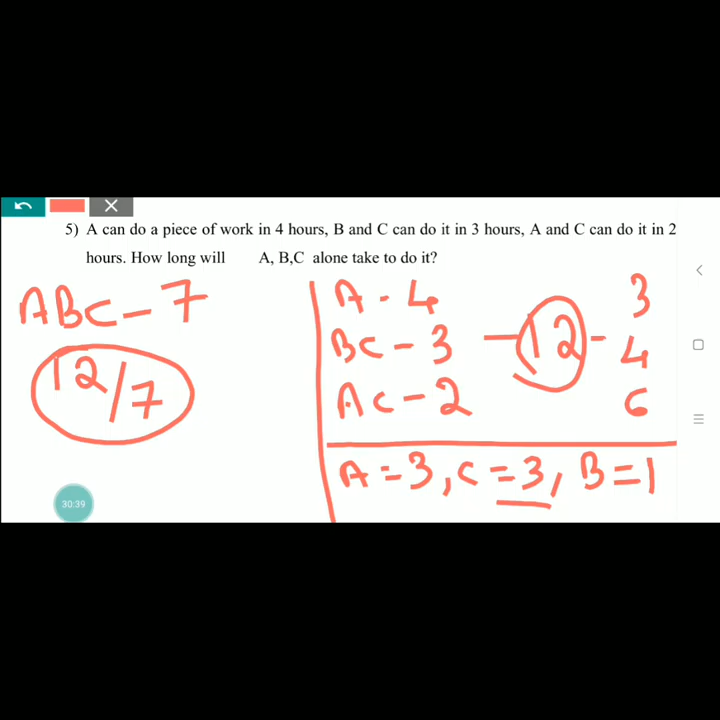 5) A can do a piece of work in 4 hours, B and C can do it in 3 hours, A and C can do it in 2
hours. How long will A, B,C alone take to do it?
ABC - 7
12/7
A - 4
BC - 3 - 12 -
AC - 2
3
4
6
A = 3, C = 3, B = 1
30:39